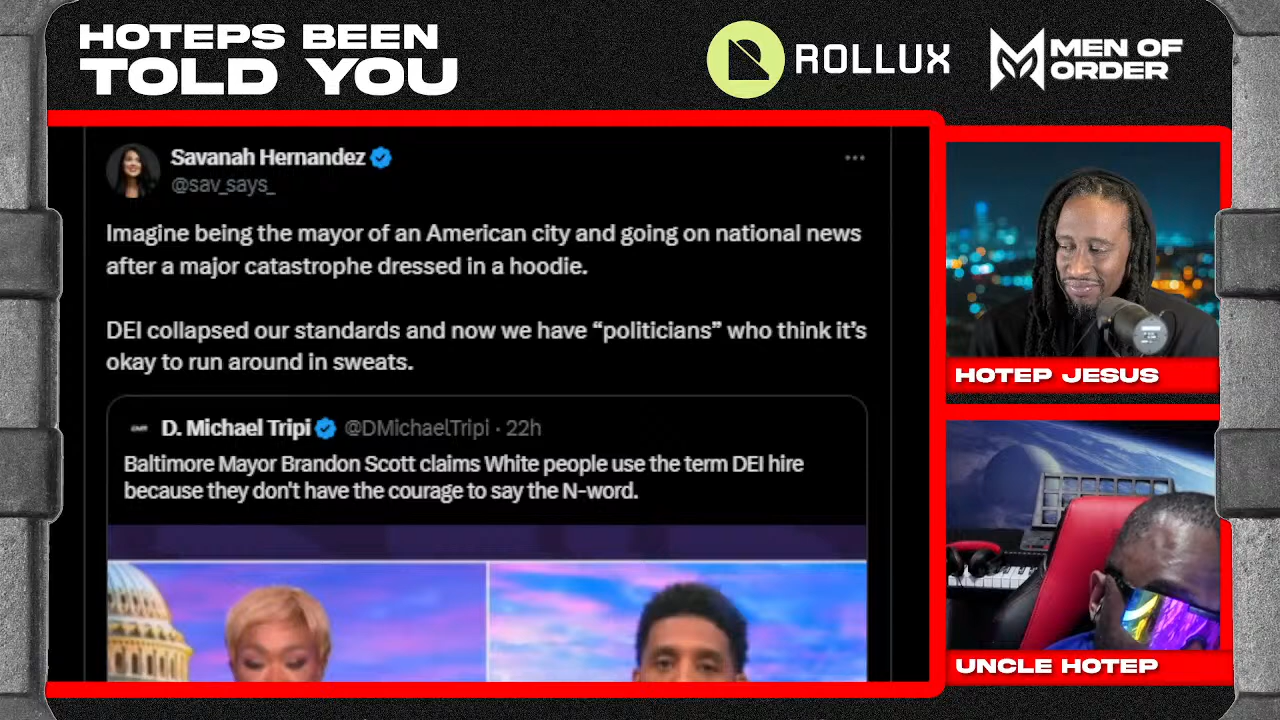 HOTEPS BEEN
TOLD YOU
ROLLUX
MEN OF
ORDER
Savanah Hernandez
@sav_says_
Imagine being the mayor of an American city and going on national news
after a major catastrophe dressed in a hoodie.
DEI collapsed our standards and now we have “politicians” who think it’s
okay to run around in sweats.
D. Michael Tripi @DMichaelTripi · 22h
Baltimore Mayor Brandon Scott claims White people use the term DEI hire
because they don't have the courage to say the N-word.
HOTEP JESUS
UNCLE HOTEP